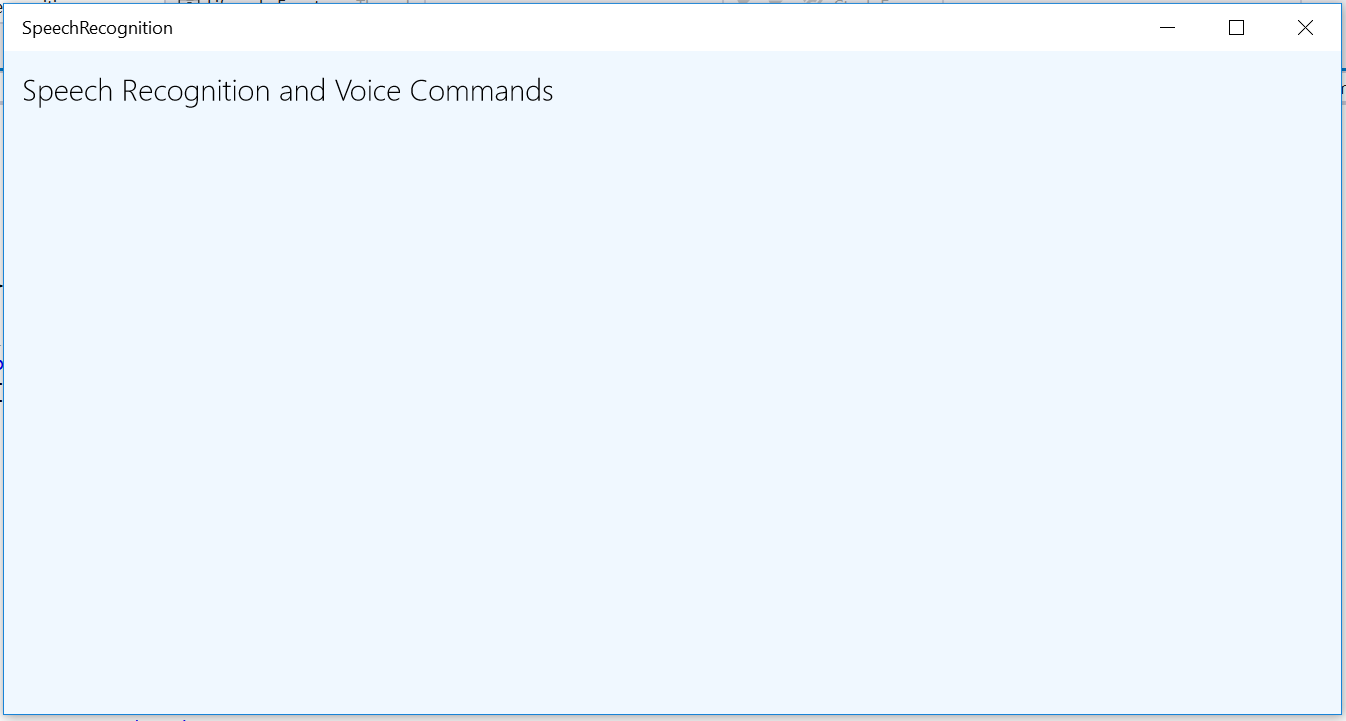 SpeechRecognition
Speech Recognition and Voice Commands